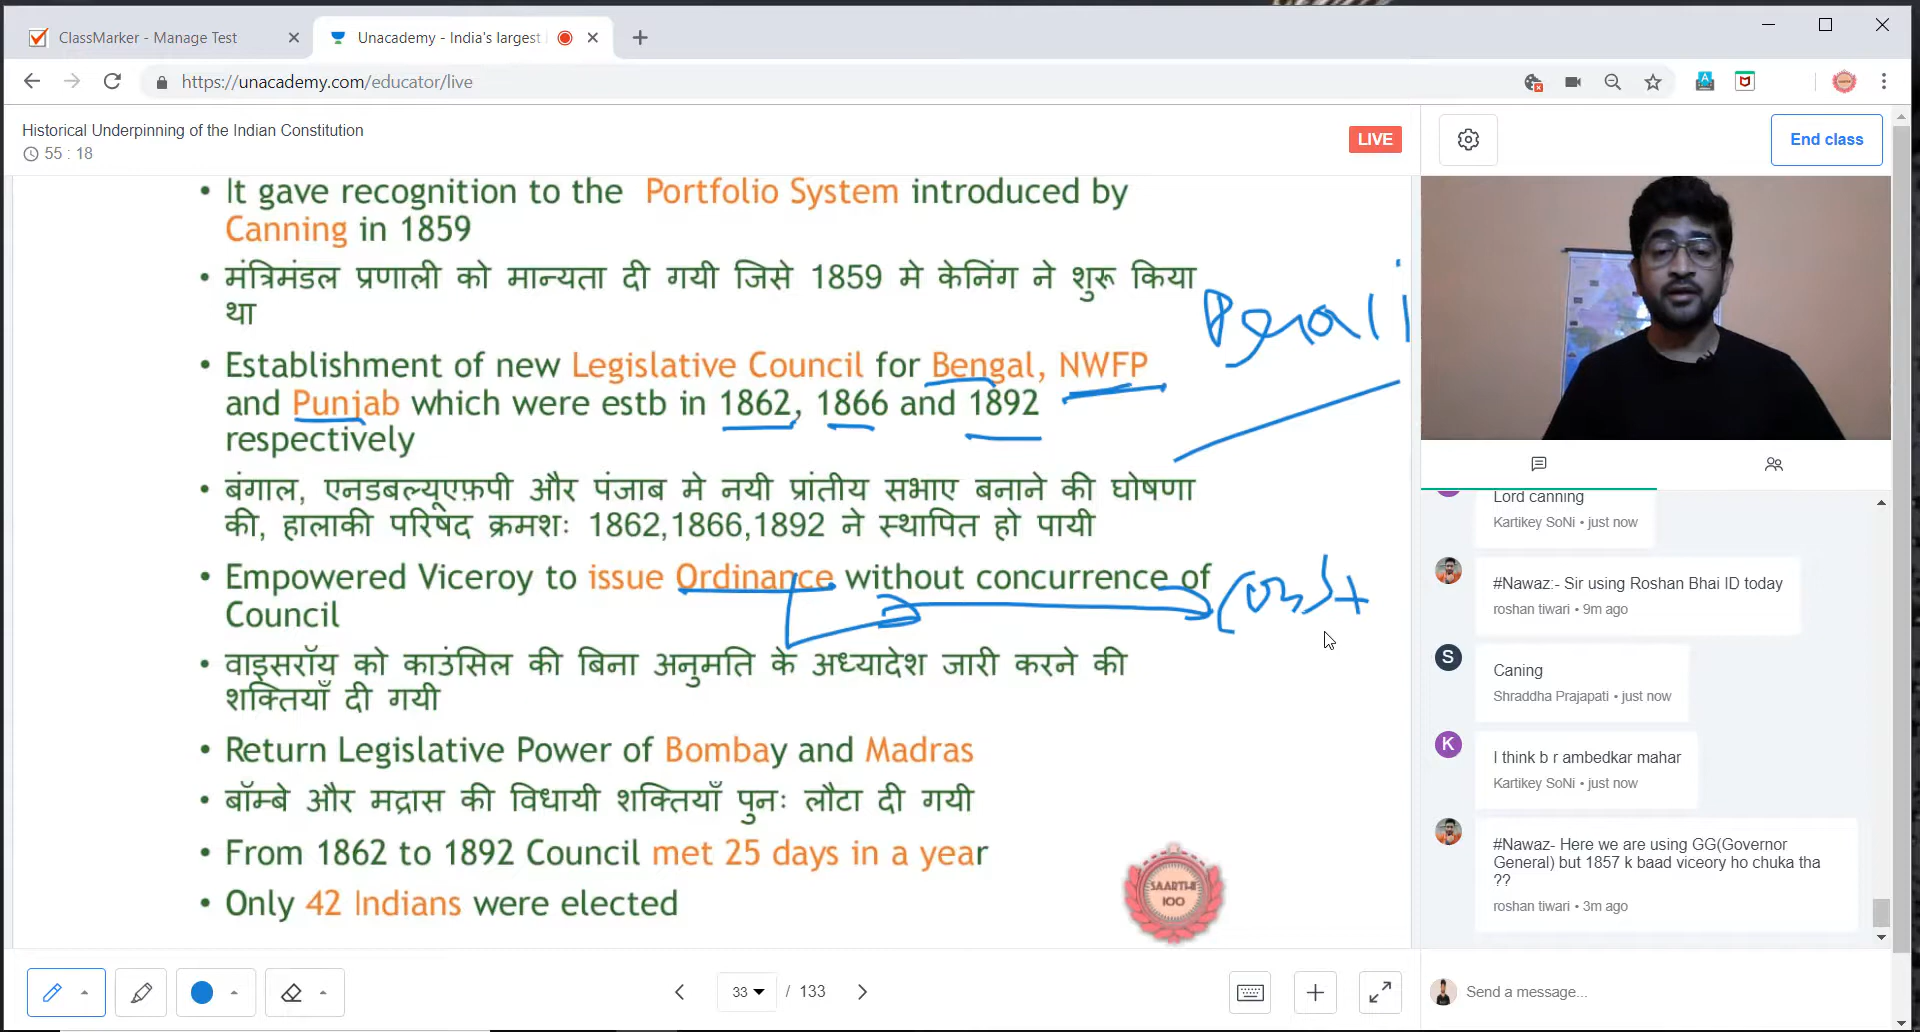 ClassMarker - Manage Test
Unacademy - India's largest
https://unacademy.com/educator/live
Historical Underpinning of the Indian Constitution
55 : 18
LIVE
End class
• It gave recognition to the Portfolio System introduced by
Canning in 1859
• मंत्रिमंडल प्रणाली को मान्यता दी गयी जिसे 1859 मे केनिंग ने शुरू किया
था
• Establishment of new Legislative Council for Bengal, NWFP
and Punjab which were estb in 1862, 1866 and 1892
respectively
• बंगाल, एनडबल्यूएफ़पी और पंजाब मे नयी प्रांतीय सभाए बनाने की घोषणा
की, हालाकी परिषद क्रमशः 1862,1866,1892 ने स्थापित हो पायी
• Empowered Viceroy to issue Ordinance without concurrence of
Council
• वाइसरॉय को काउंसिल की बिना अनुमति के अध्यादेश जारी करने की
शक्तियाँ दी गयी
• Return Legislative Power of Bombay and Madras
• बॉम्बे और मद्रास की विधायी शक्तियाँ पुनः लौटा दी गयी
• From 1862 to 1892 Council met 25 days in a year
• Only 42 Indians were elected
SAARTHI
100
33 / 133
Lord canning
Kartikey SoNi • just now
#Nawaz:- Sir using Roshan Bhai ID today
roshan tiwari • 9m ago
S
Caning
Shraddha Prajapati • just now
K
I think b r ambedkar mahar
Kartikey SoNi • just now
#Nawaz- Here we are using GG(Governor
General) but 1857 k baad viceory ho chuka tha
??
roshan tiwari • 3m ago
Send a message...